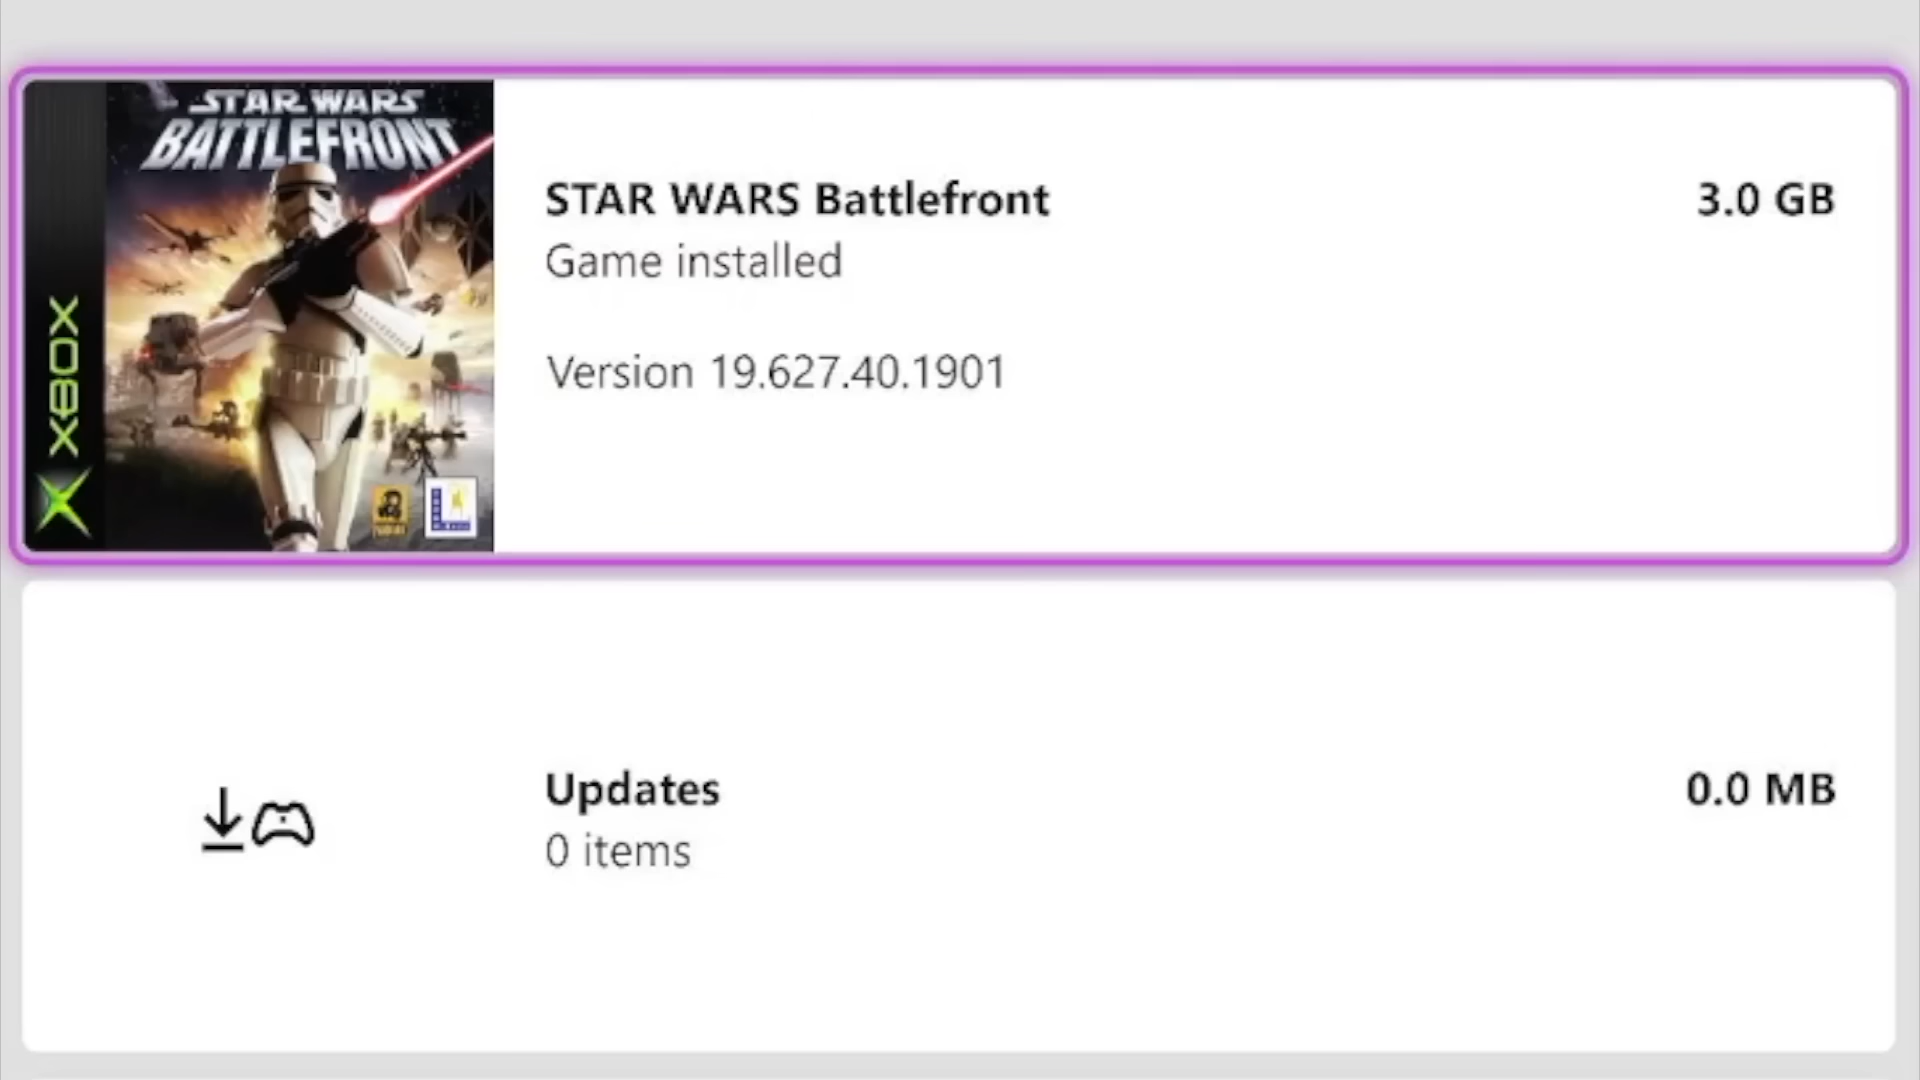 STAR WARS
BATTLEFRONT
XBOX
STAR WARS Battlefront
3.0 GB
Game installed
Version 19.627.40.1901
Updates
0.0 MB
0 items